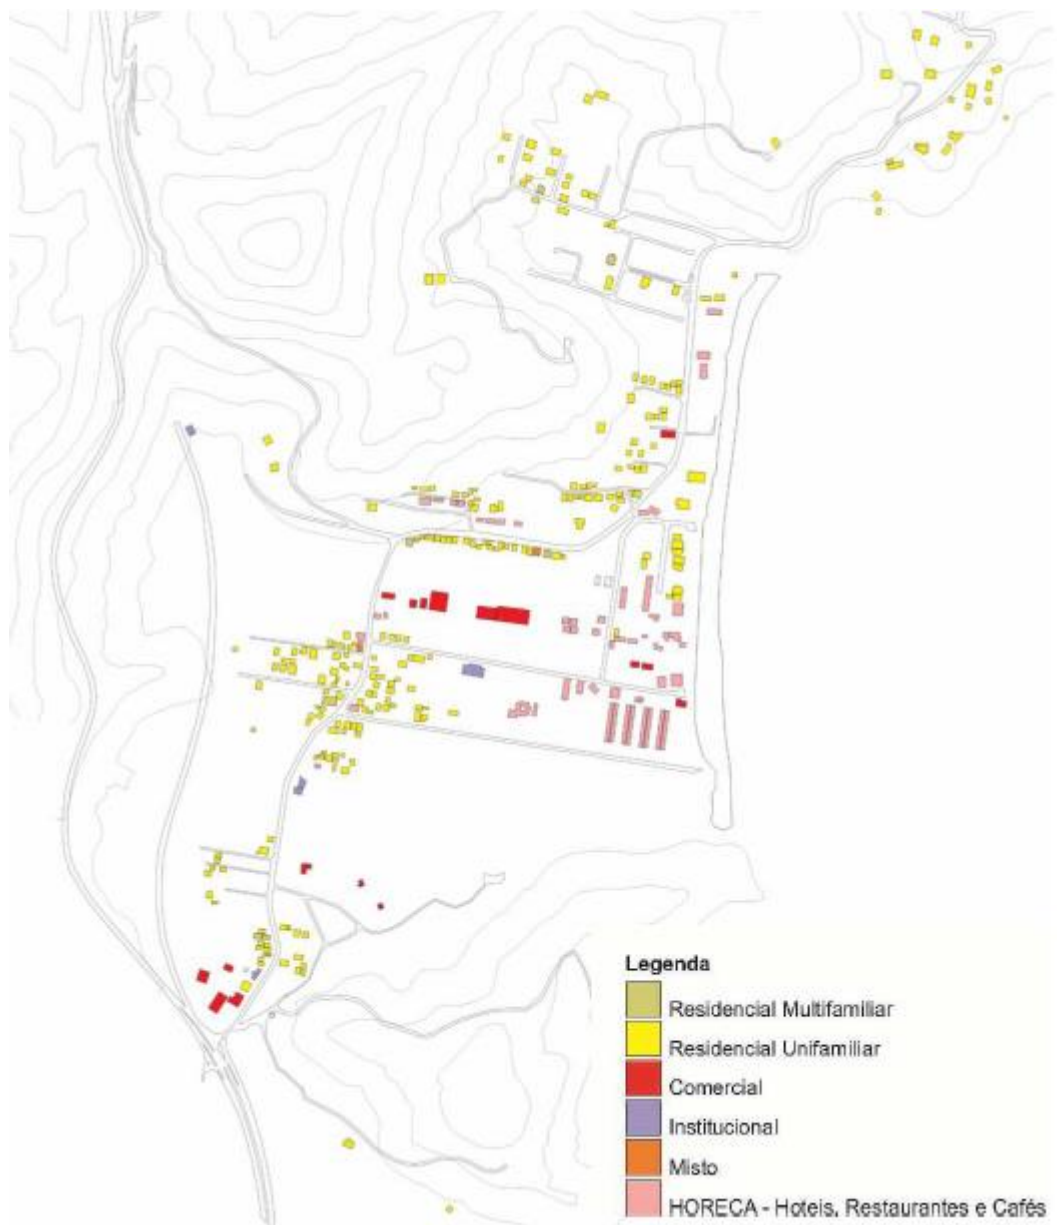 Legenda
Residencial Multifamiliar
Residencial Unifamiliar
Comercial
Institucional
Misto
HORECA - Hoteis, Restaurantes e Cafés